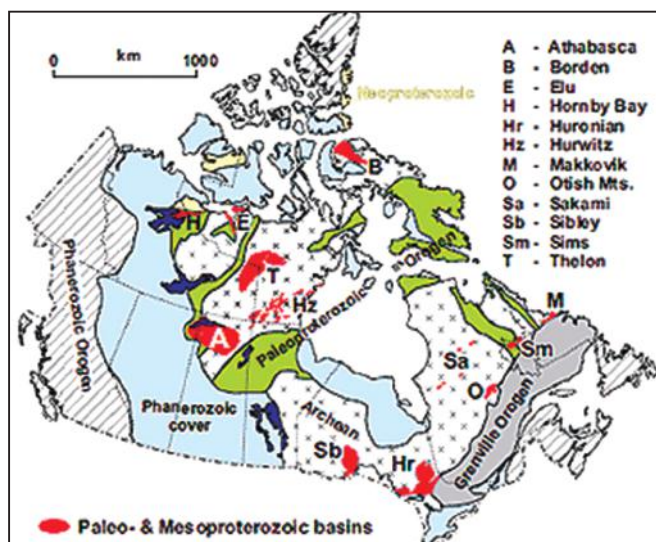 km
0 1000
A - Athabasca
B - Borden
E - Elu
H - Hornby Bay
Hr - Huronian
Hz - Hurwitz
M - Makkovik
O - Otish Mts.
Sa - Sakami
Sb - Sibley
Sm - Sims
T - Thelon
Neoproterozoic
B
H
E
T
Hz
A
Phanerozoic Orogen
Paleoproterozoic Orogen
M
Sm
Sa
O
Phanerozoic
cover
Archean
Sb
Hr
Grenville Orogen
Paleo- & Mesoproterozoic basins